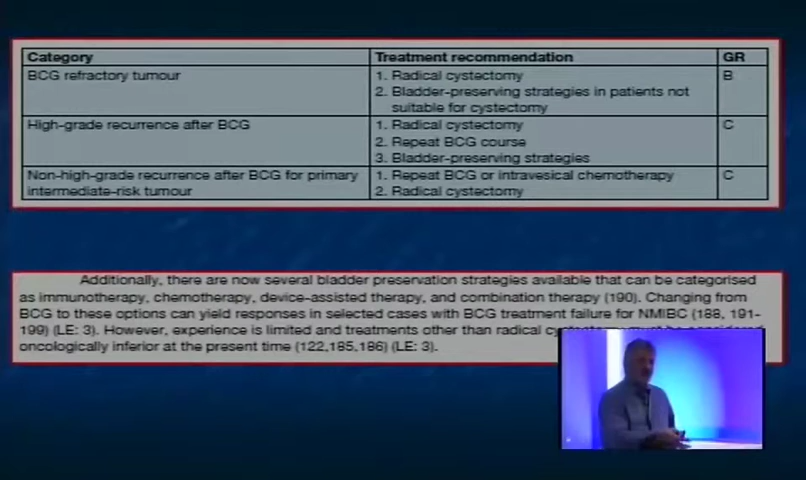 Category Treatment recommendation GR
BCG refractory tumour 1. Radical cystectomy B
2. Bladder-preserving strategies in patients not
suitable for cystectomy
High-grade recurrence after BCG 1. Radical cystectomy C
2. Repeat BCG course
3. Bladder-preserving strategies
Non-high-grade recurrence after BCG for primary 1. Repeat BCG or intravesical chemotherapy C
intermediate-risk tumour 2. Radical cystectomy
Additionally, there are now several bladder preservation strategies available that can be categorised
as immunotherapy, chemotherapy, device-assisted therapy, and combination therapy (190). Changing from
BCG to these options can yield responses in selected cases with BCG treatment failure for NMIBC (188, 191-
199) (LE: 3). However, experience is limited and treatments other than radical
oncologically inferior at the present time (122,185,186) (LE: 3).